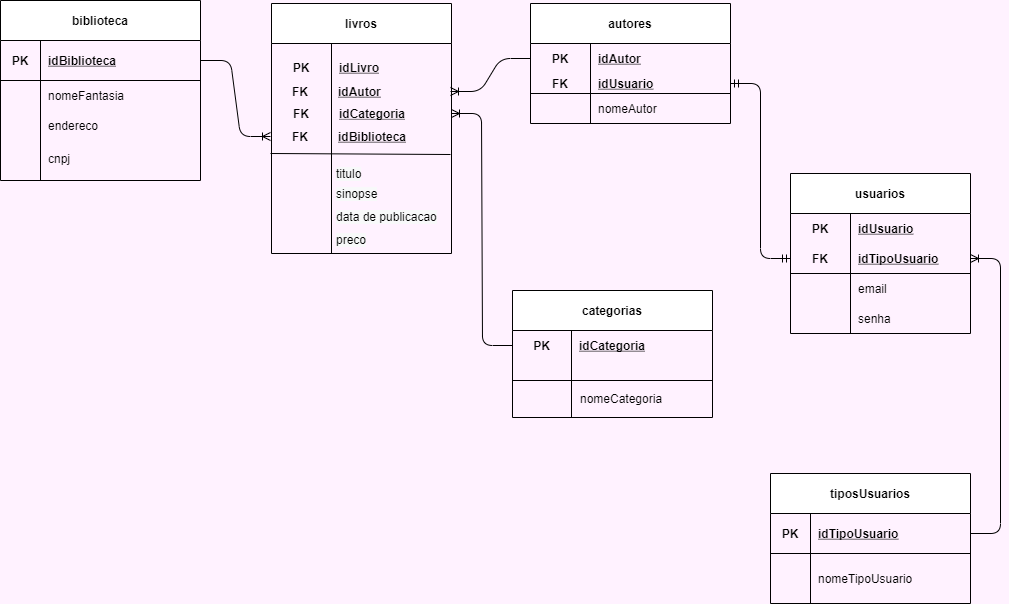 biblioteca
PK idBiblioteca
nomeFantasia
endereco
cnpj
livros
PK idLivro
FK idAutor
FK idCategoria
FK idBiblioteca
titulo
sinopse
data de publicacao
preco
autores
PK idAutor
FK idUsuario
nomeAutor
usuarios
PK idUsuario
FK idTipoUsuario
email
senha
categorias
PK idCategoria
nomeCategoria
tiposUsuarios
PK idTipoUsuario
nomeTipoUsuario